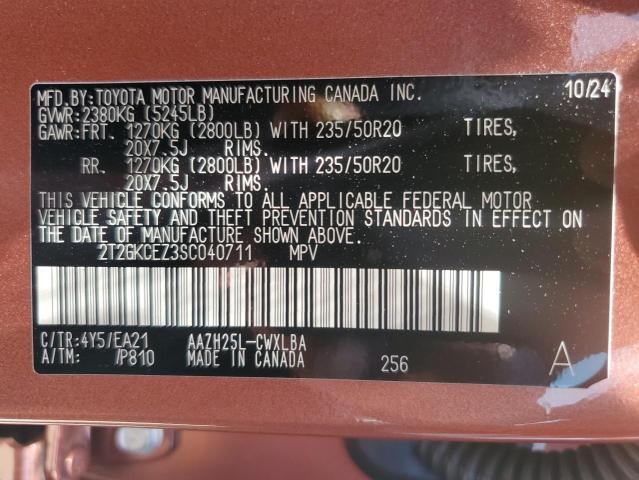 MFD.BY:TOYOTA MOTOR MANUFACTURING CANADA INC. 10/24
GVWR:2380KG (5245LB)
GAWR:FRT. 1270KG (2800LB) WITH 235/50R20 TIRES,
20X7.5J RIMS.
RR. 1270KG (2800LB) WITH 235/50R20 TIRES,
20X7.5J RIMS.
THIS VEHICLE CONFORMS TO ALL APPLICABLE FEDERAL MOTOR
VEHICLE SAFETY AND THEFT PREVENTION STANDARDS IN EFFECT ON
THE DATE OF MANUFACTURE SHOWN ABOVE.
2T2GKCEZ3SC040711 MPV
C/TR:4Y5/EA21 AAZH25L-CWXLBA
A/TM: /P810 MADE IN CANADA 256 A